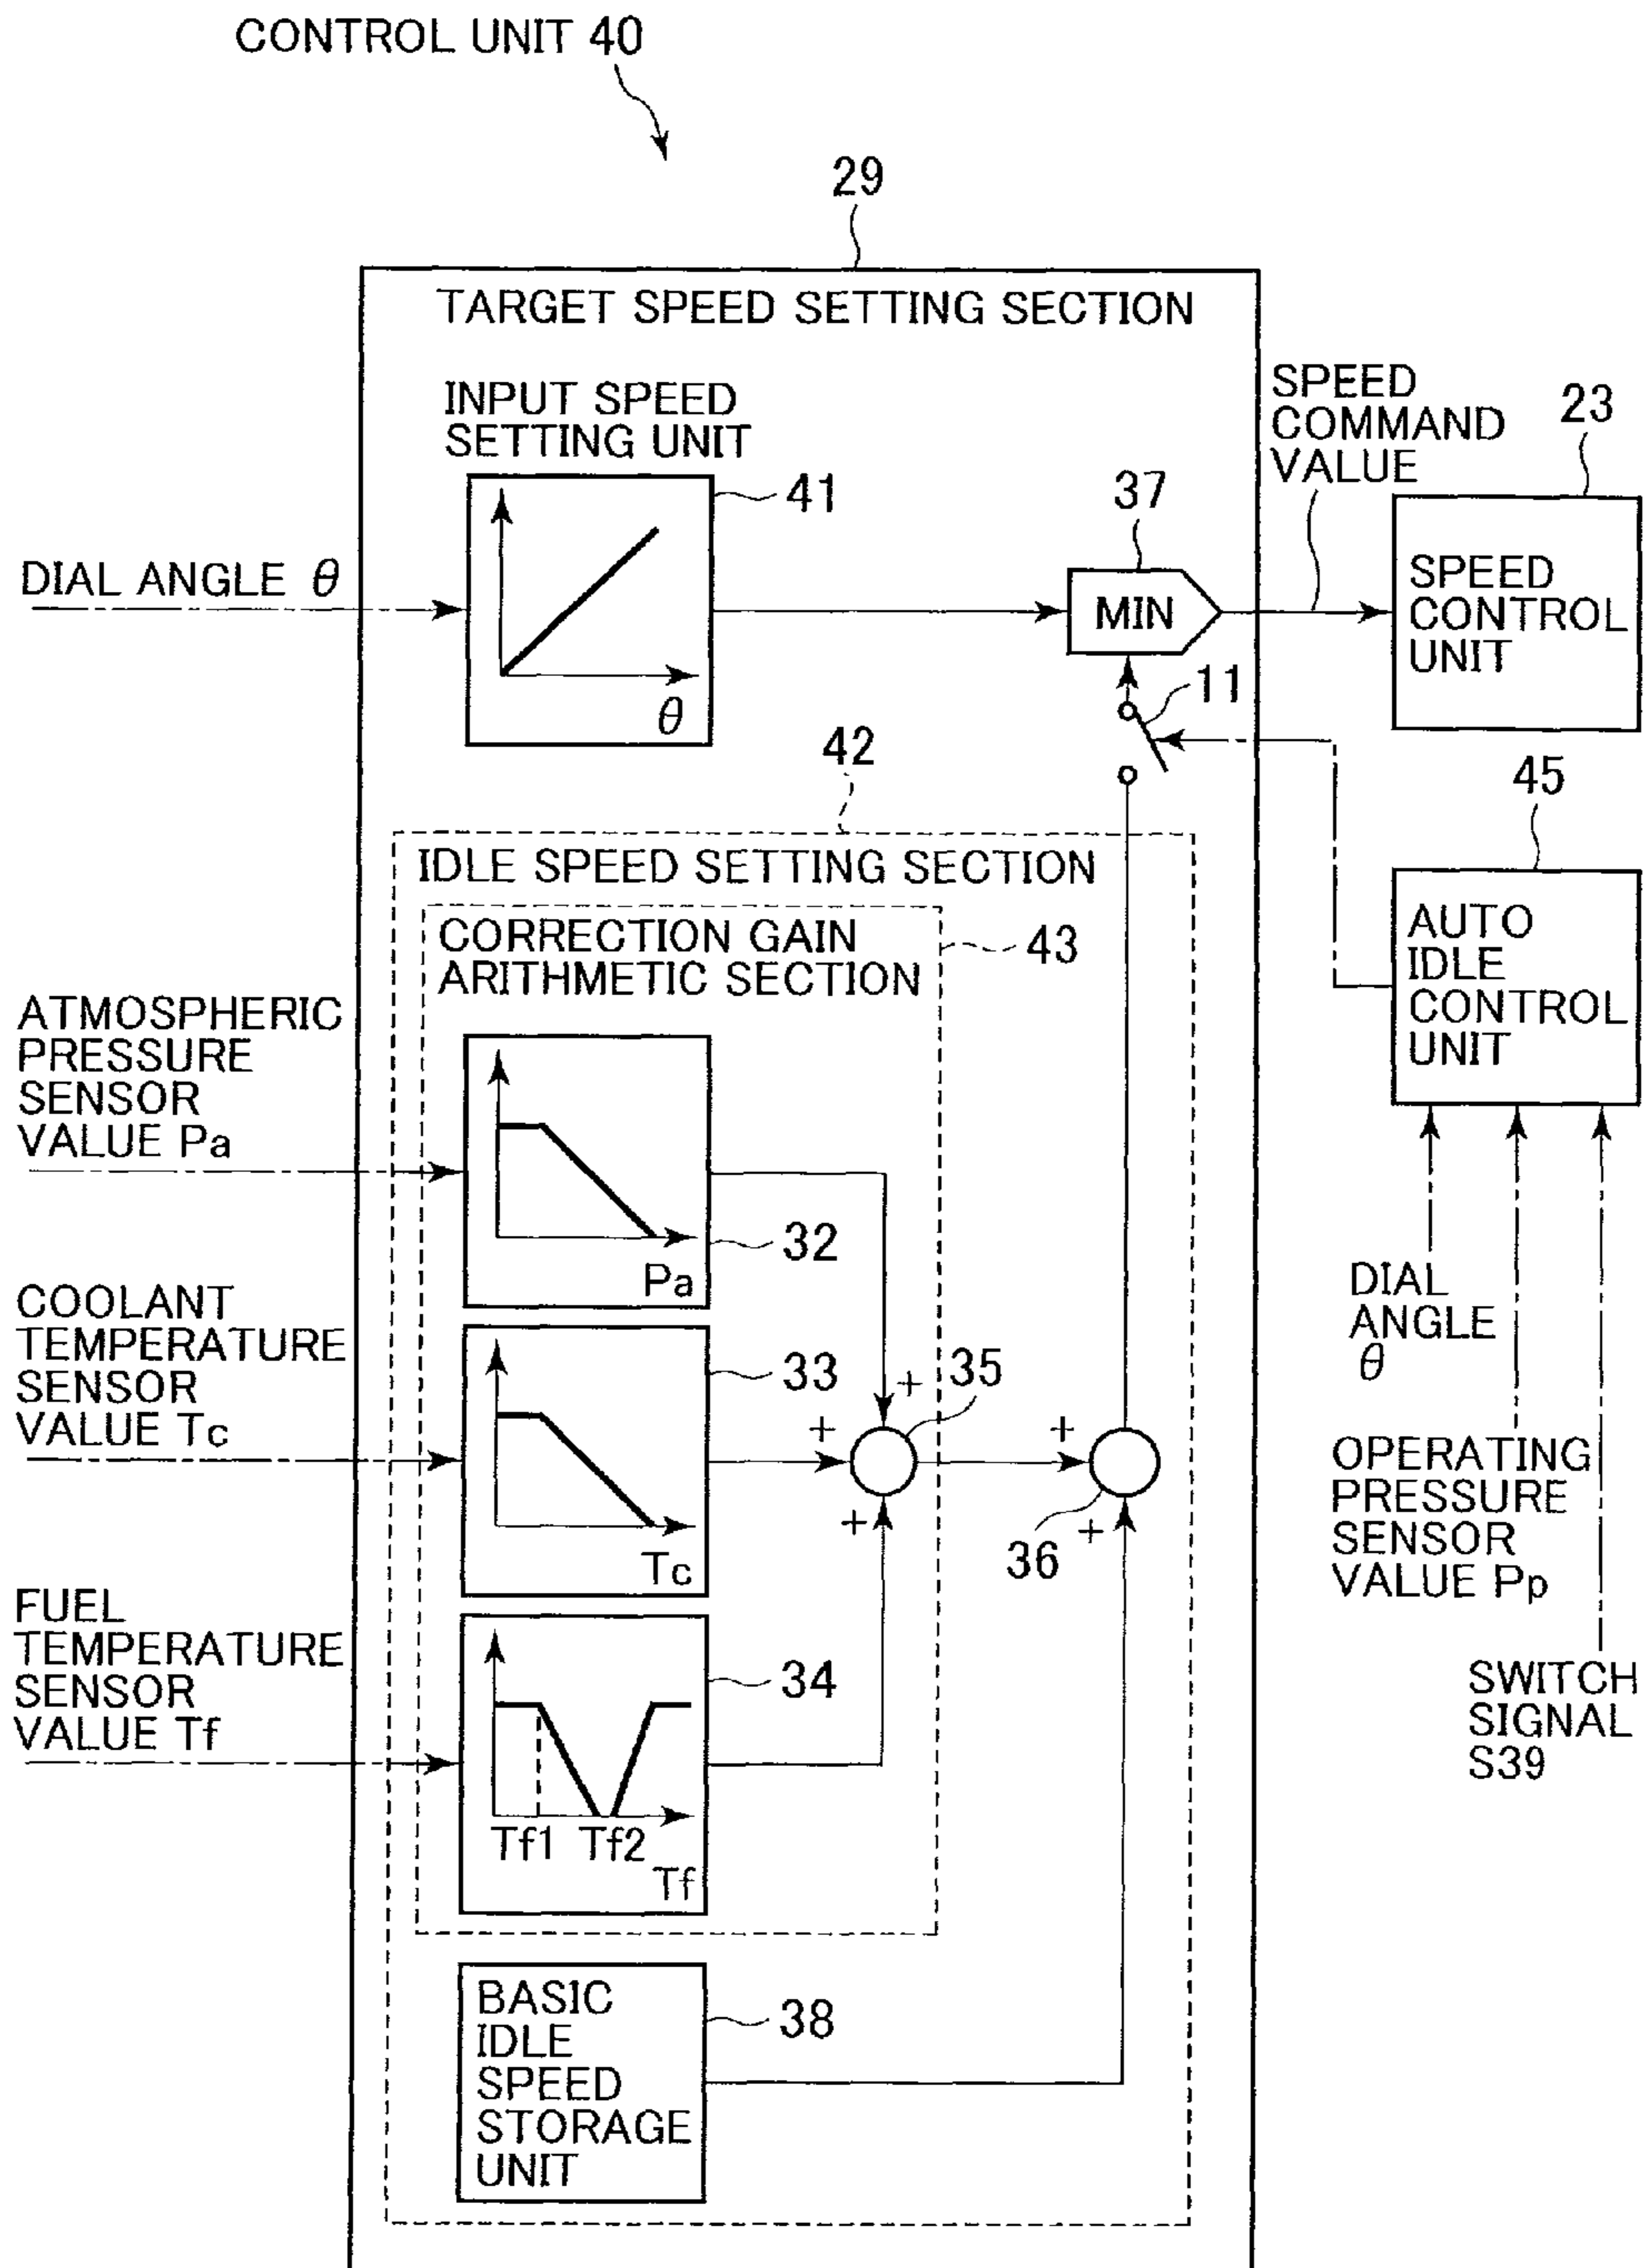 CONTROL UNIT 40
29
TARGET SPEED SETTING SECTION
INPUT SPEED
SETTING UNIT
41
θ
DIAL ANGLE θ
37
MIN
11
SPEED
COMMAND
VALUE
23
SPEED
CONTROL
UNIT
42
IDLE SPEED SETTING SECTION
CORRECTION GAIN
ARITHMETIC SECTION
43
45
AUTO
IDLE
CONTROL
UNIT
ATMOSPHERIC
PRESSURE
SENSOR
VALUE Pa
32
Pa
COOLANT
TEMPERATURE
SENSOR
VALUE Tc
33
Tc
+
+
+
35
+
+
36
FUEL
TEMPERATURE
SENSOR
VALUE Tf
34
Tf1 Tf2
Tf
DIAL
ANGLE
θ
OPERATING
PRESSURE
SENSOR
VALUE Pp
SWITCH
SIGNAL
S39
BASIC
IDLE
SPEED
STORAGE
UNIT
38